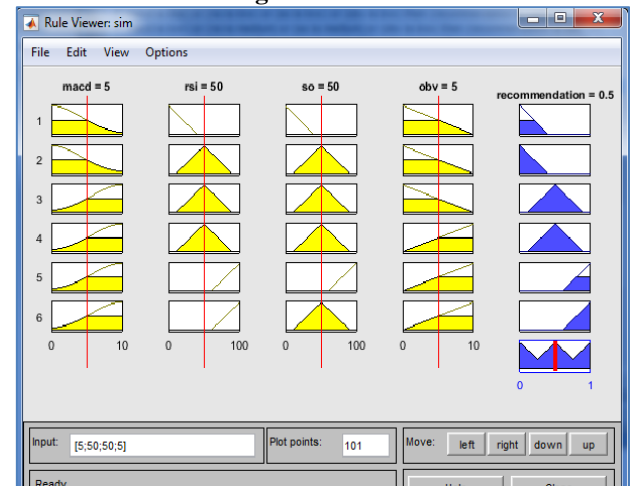 Rule Viewer: sim
File Edit View Options
macd = 5 rsi = 50 so = 50 obv = 5 recommendation = 0.5
1
2
3
4
5
6
0 10 0 100 0 100 0 10
0 1
Input: [5;50;50;5] Plot points: 101 Move: left right down up
Ready